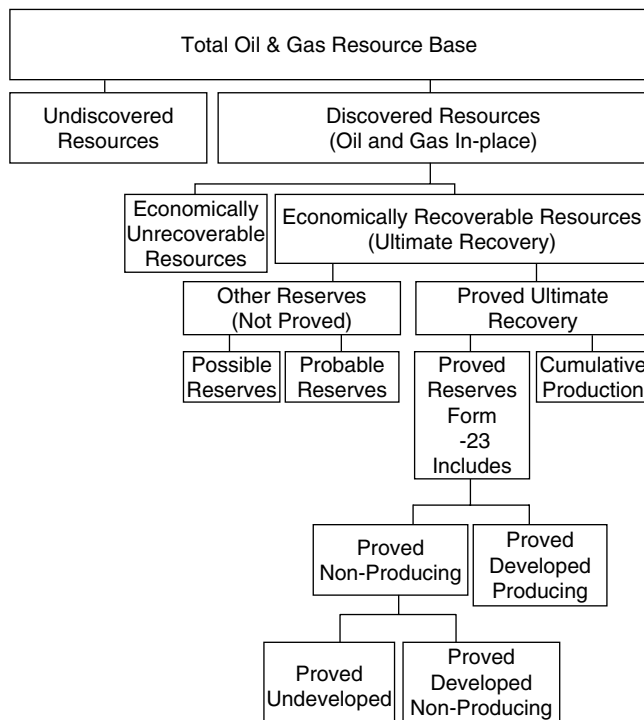 Total Oil & Gas Resource Base
Undiscovered
Resources
Discovered Resources
(Oil and Gas In-place)
Economically
Unrecoverable
Resources
Economically Recoverable Resources
(Ultimate Recovery)
Other Reserves
(Not Proved)
Proved Ultimate
Recovery
Possible
Reserves
Probable
Reserves
Proved
Reserves
Form
-23
Includes
Cumulative
Production
Proved
Non-Producing
Proved
Developed
Producing
Proved
Undeveloped
Proved
Developed
Non-Producing